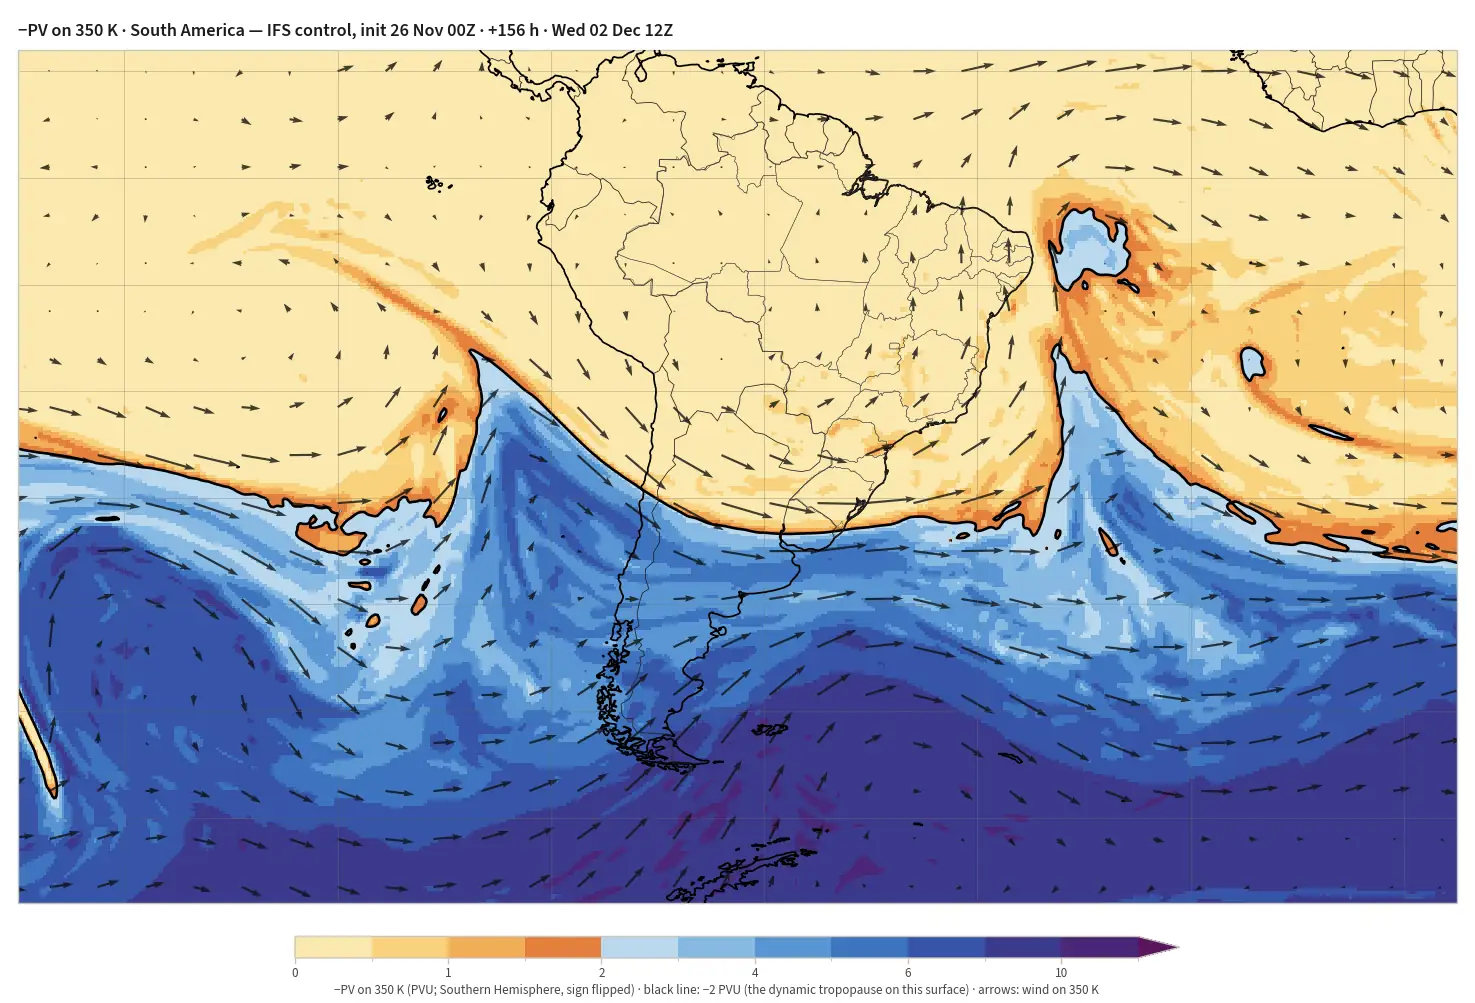 −PV on 350 K · South America — IFS control, init 26 Nov 00Z · +156 h · Wed 02 Dec 12Z
0 1 2 4 6 10
−PV on 350 K (PVU; Southern Hemisphere, sign flipped) · black line: −2 PVU (the dynamic tropopause on this surface) · arrows: wind on 350 K